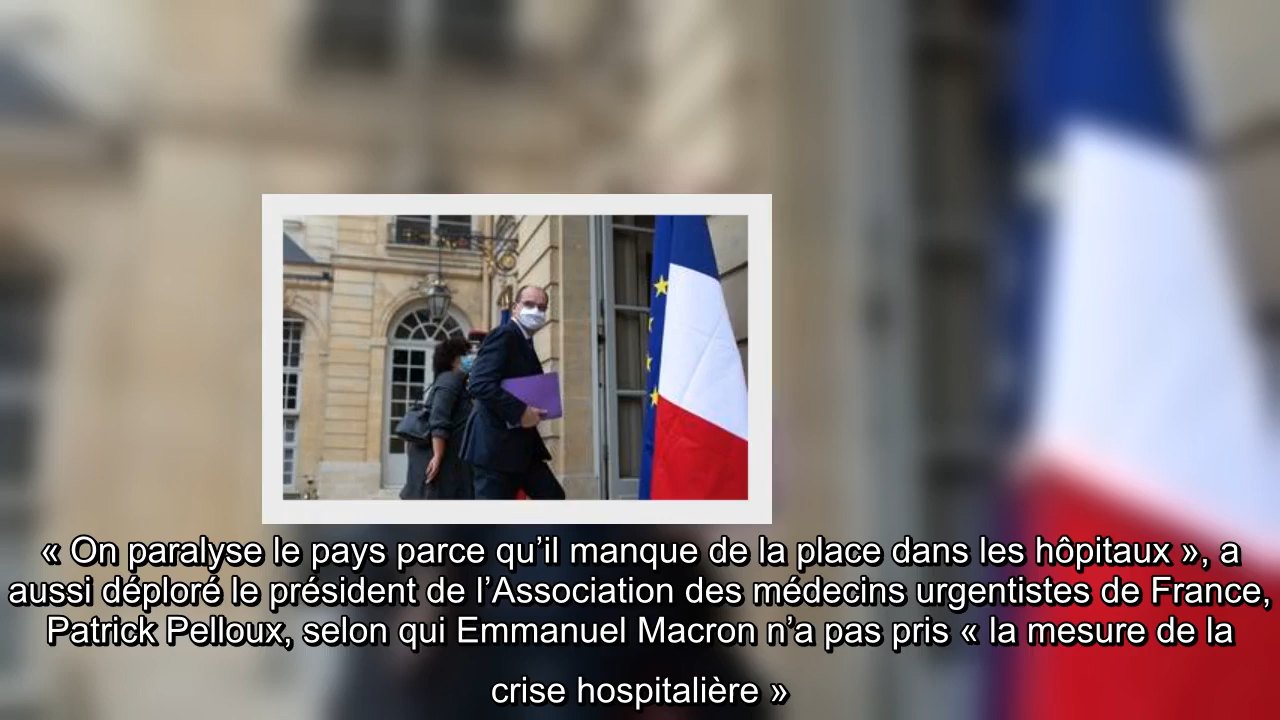 « On paralyse le pays parce qu’il manque de la place dans les hôpitaux », a
aussi déploré le président de l’Association des médecins urgentistes de France,
Patrick Pelloux, selon qui Emmanuel Macron n’a pas pris « la mesure de la
crise hospitalière »